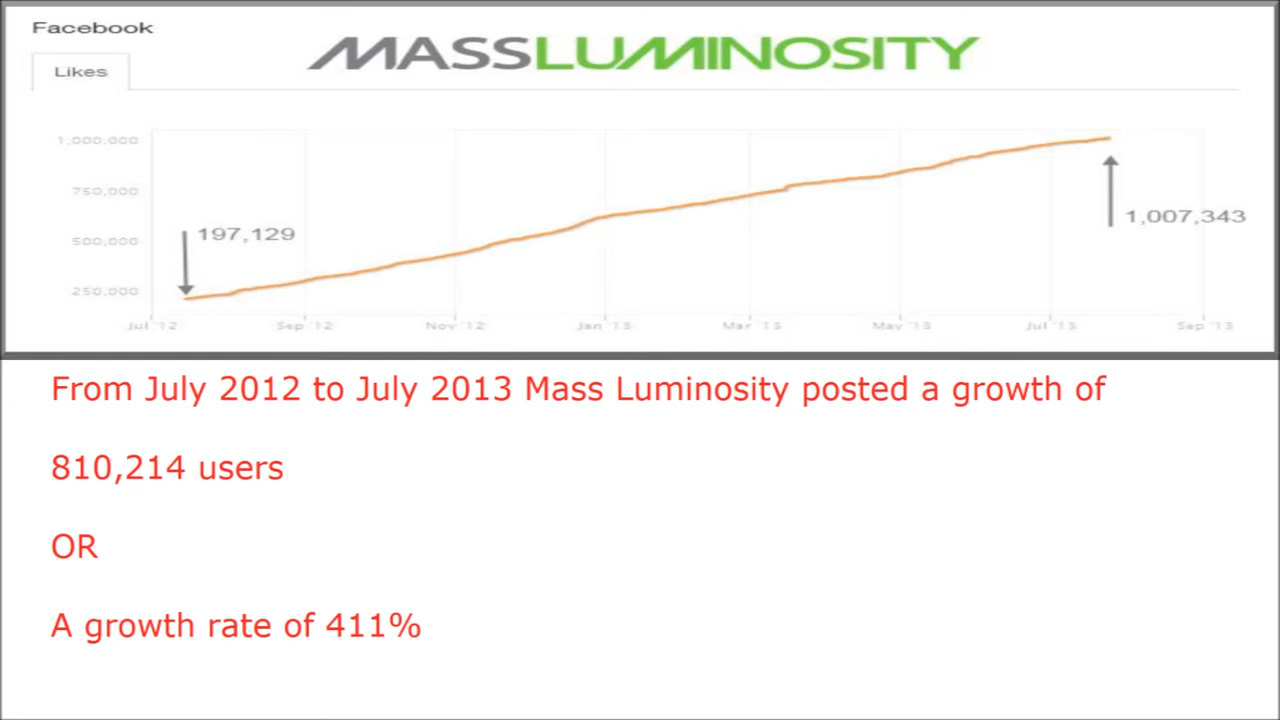 Facebook
MASSLUMINOSITY
Likes
1,000,000
750,000
500,000
250,000
197,129
1,007,343
Jul '12 Sep '12 Nov '12 Jan '13 Mar '13 May '13 Jul '13 Sep '13
From July 2012 to July 2013 Mass Luminosity posted a growth of
810,214 users
OR
A growth rate of 411%